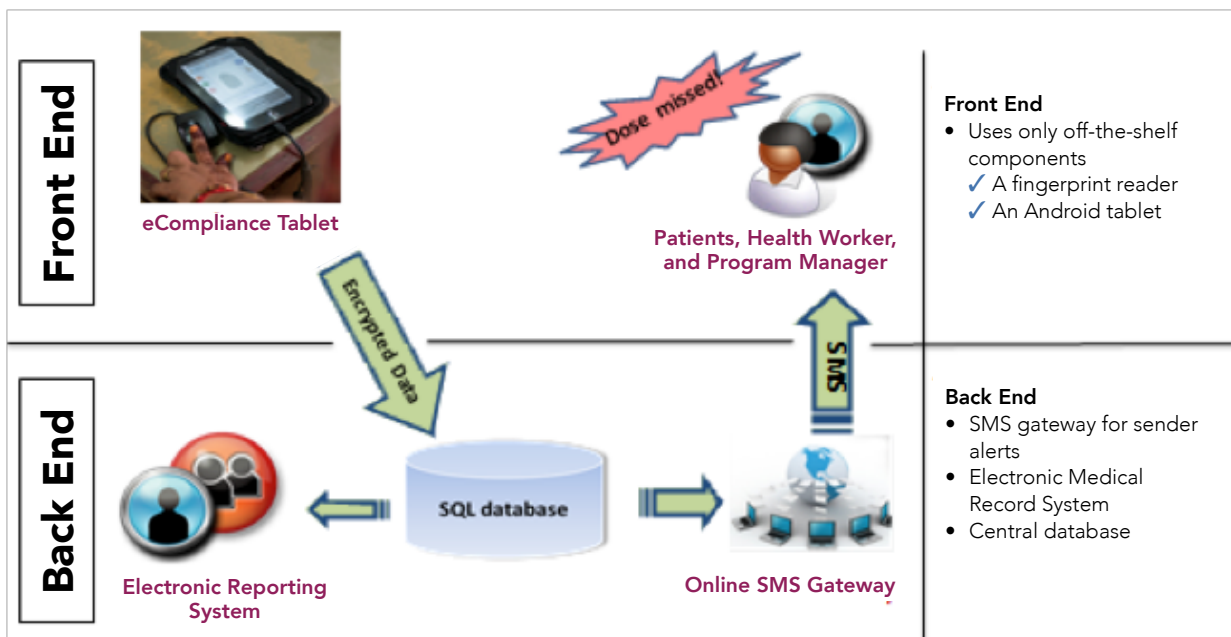 Front End
eCompliance Tablet
Dose missed!
Patients, Health Worker,
and Program Manager
Front End
• Uses only off-the-shelf
components
✓ A fingerprint reader
✓ An Android tablet
Encrypted Data
SMS
Back End
Electronic Reporting
System
SQL database
Online SMS Gateway
Back End
• SMS gateway for sender
alerts
• Electronic Medical
Record System
• Central database